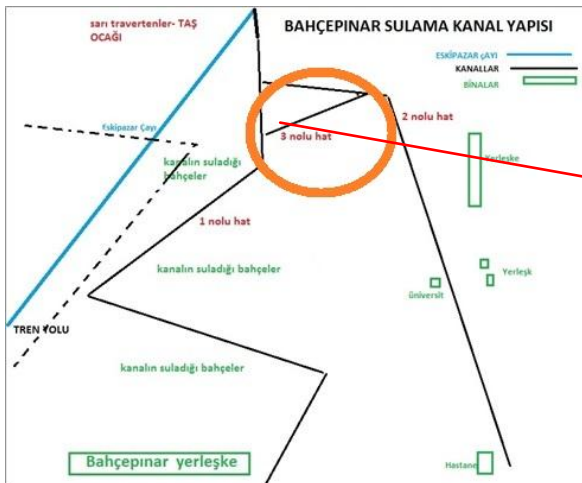 BAHÇEPINAR SULAMA KANAL YAPISI
sarı travertenler- TAŞ
OCAĞI
ESKİPAZAR çAYI
KANALLAR
BİNALAR
Eskipazar Çayı
3 nolu hat
2 nolu hat
Yerleşke
kanalın suladığı
bahçeler
1 nolu hat
kanalın suladığı bahçeler
Yerleşk
üniversit
TREN YOLU
kanalın suladığı bahçeler
Bahçepınar yerleşke
Hastane